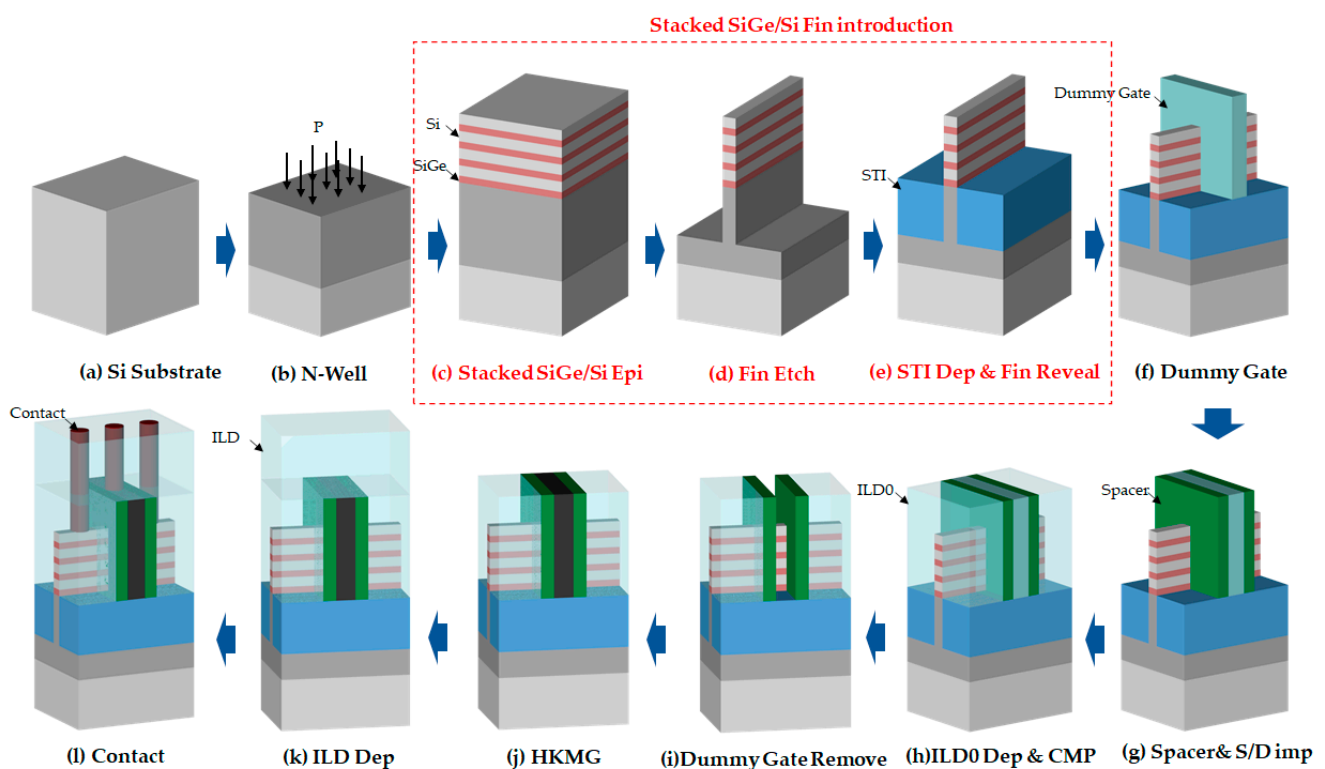 Stacked SiGe/Si Fin introduction
P
Si
SiGe
STI
Dummy Gate
(a) Si Substrate
(b) N-Well
(c) Stacked SiGe/Si Epi
(d) Fin Etch
(e) STI Dep & Fin Reveal
(f) Dummy Gate
Contact
ILD
ILD0
Spacer
(l) Contact
(k) ILD Dep
(j) HKMG
(i)Dummy Gate Remove
(h)ILD0 Dep & CMP
(g) Spacer& S/D imp